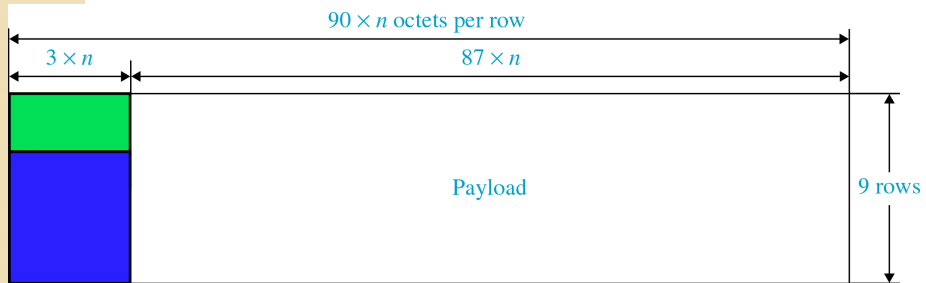 90 × n octets per row
3 × n
87 × n
Payload
9 rows